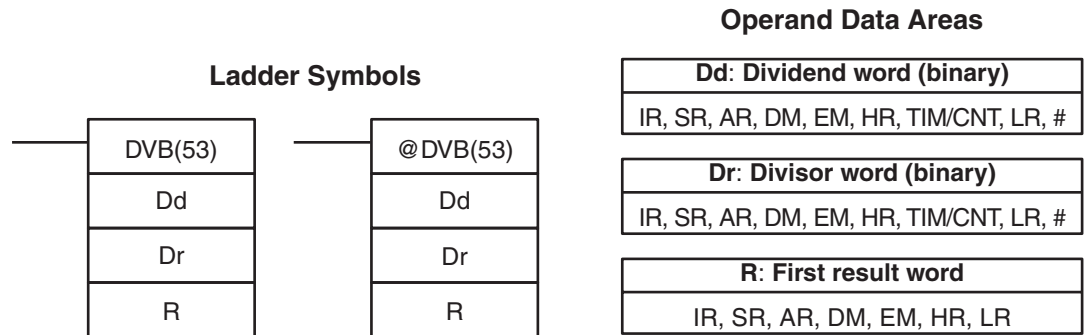 Ladder Symbols
DVB(53)
Dd
Dr
R
@DVB(53)
Dd
Dr
R
Operand Data Areas
Dd: Dividend word (binary)
IR, SR, AR, DM, EM, HR, TIM/CNT, LR, #
Dr: Divisor word (binary)
IR, SR, AR, DM, EM, HR, TIM/CNT, LR, #
R: First result word
IR, SR, AR, DM, EM, HR, LR